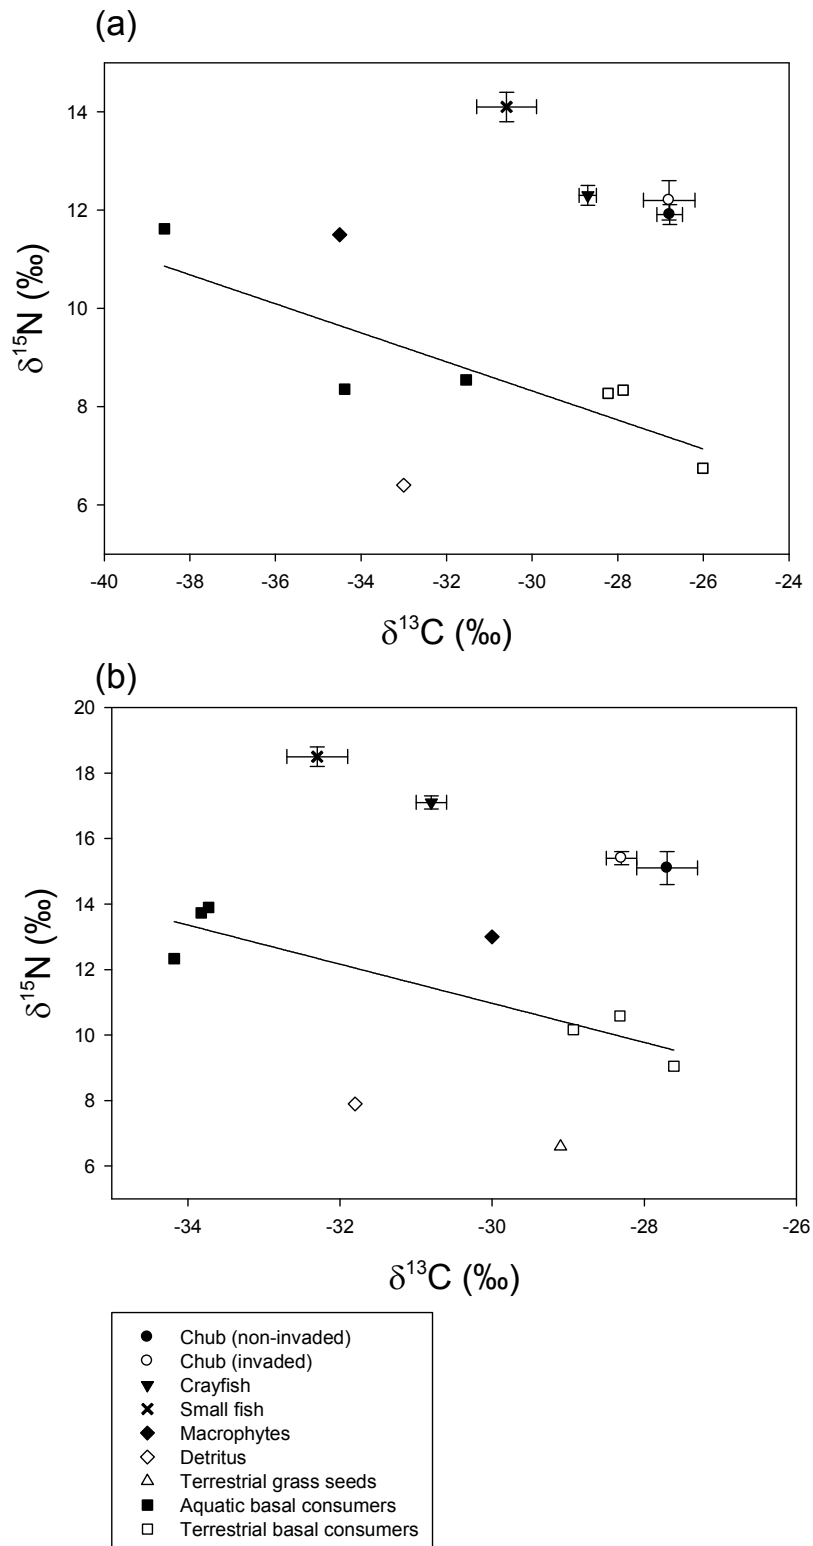 (a)
14
12
10
8
6
δ15N (‰)
-40 -38 -36 -34 -32 -30 -28 -26 -24
δ13C (‰)
(b)
20
18
16
14
12
10
8
6
δ15N (‰)
-34 -32 -30 -28 -26
δ13C (‰)
Chub (non-invaded)
Chub (invaded)
Crayfish
Small fish
Macrophytes
Detritus
Terrestrial grass seeds
Aquatic basal consumers
Terrestrial basal consumers